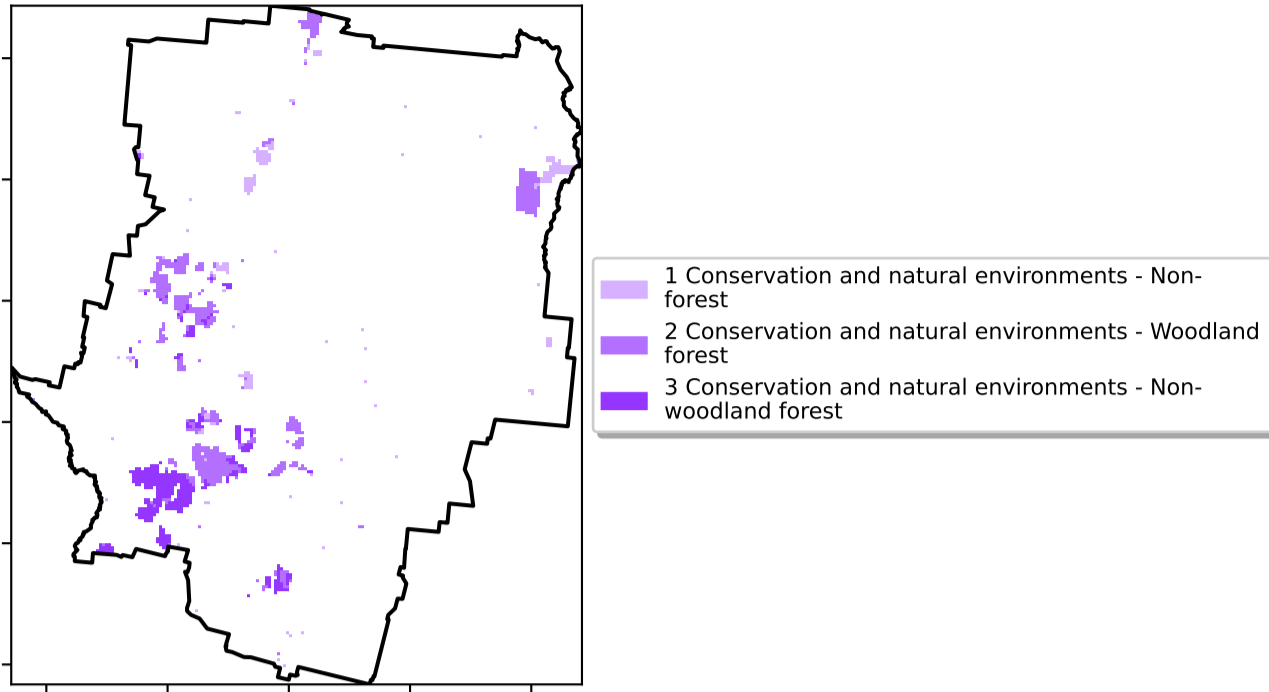 1 Conservation and natural environments - Non-
forest
2 Conservation and natural environments - Woodland
forest
3 Conservation and natural environments - Non-
woodland forest